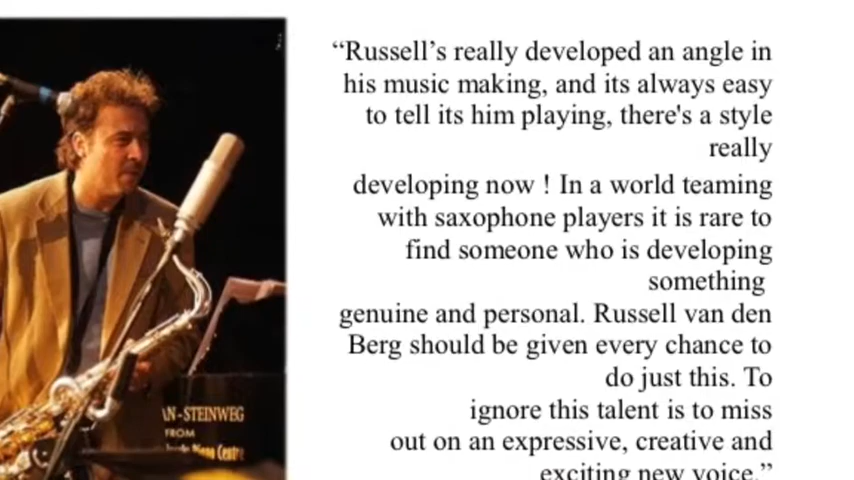 “Russell’s really developed an angle in
his music making, and its always easy
to tell its him playing, there's a style
really
developing now ! In a world teaming
with saxophone players it is rare to
find someone who is developing
something
genuine and personal. Russell van den
Berg should be given every chance to
do just this. To
ignore this talent is to miss
out on an expressive, creative and
exciting new voice.”
N-STEINWEG
FROM
Piano Centre